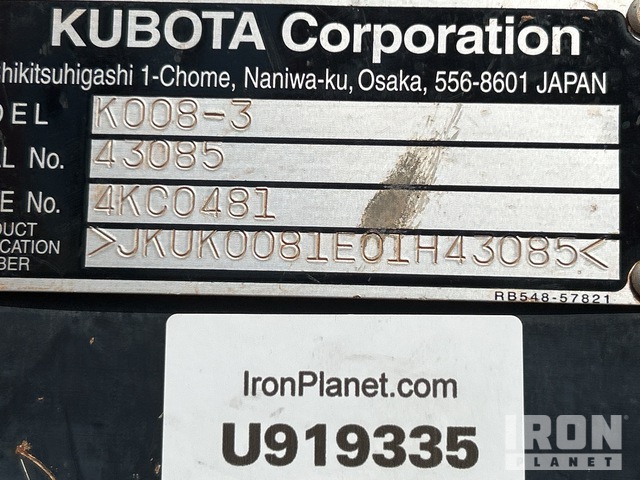 KUBOTA Corporation
hikitsuhigashi 1-Chome, Naniwa-ku, Osaka, 556-8601 JAPAN
DEL K008-3
L No. 43085
E No. 4KC0481
DUCT
ICATION
BER
>JKUK0081E01H43085<
RB548-57821
IronPlanet.com
U919335
IRON
PLANET